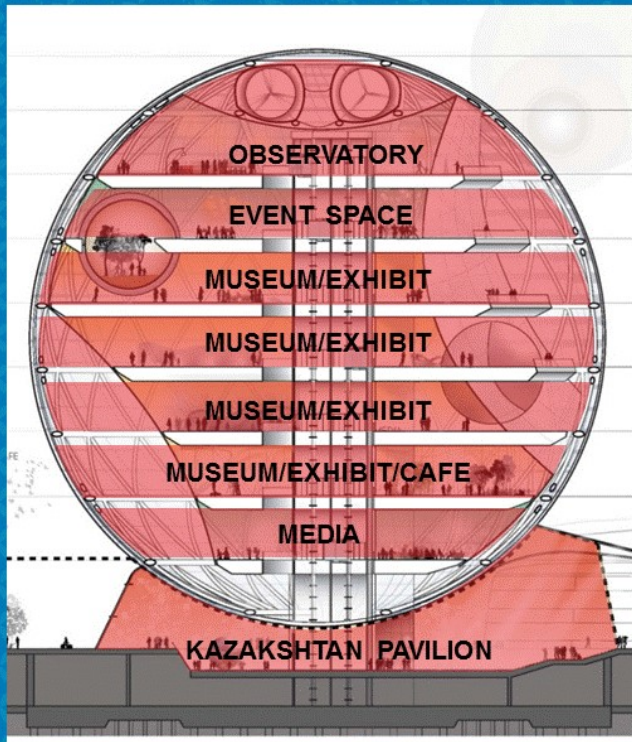 OBSERVATORY
EVENT SPACE
MUSEUM/EXHIBIT
MUSEUM/EXHIBIT
MUSEUM/EXHIBIT
MUSEUM/EXHIBIT/CAFE
MEDIA
KAZAKSHTAN PAVILION